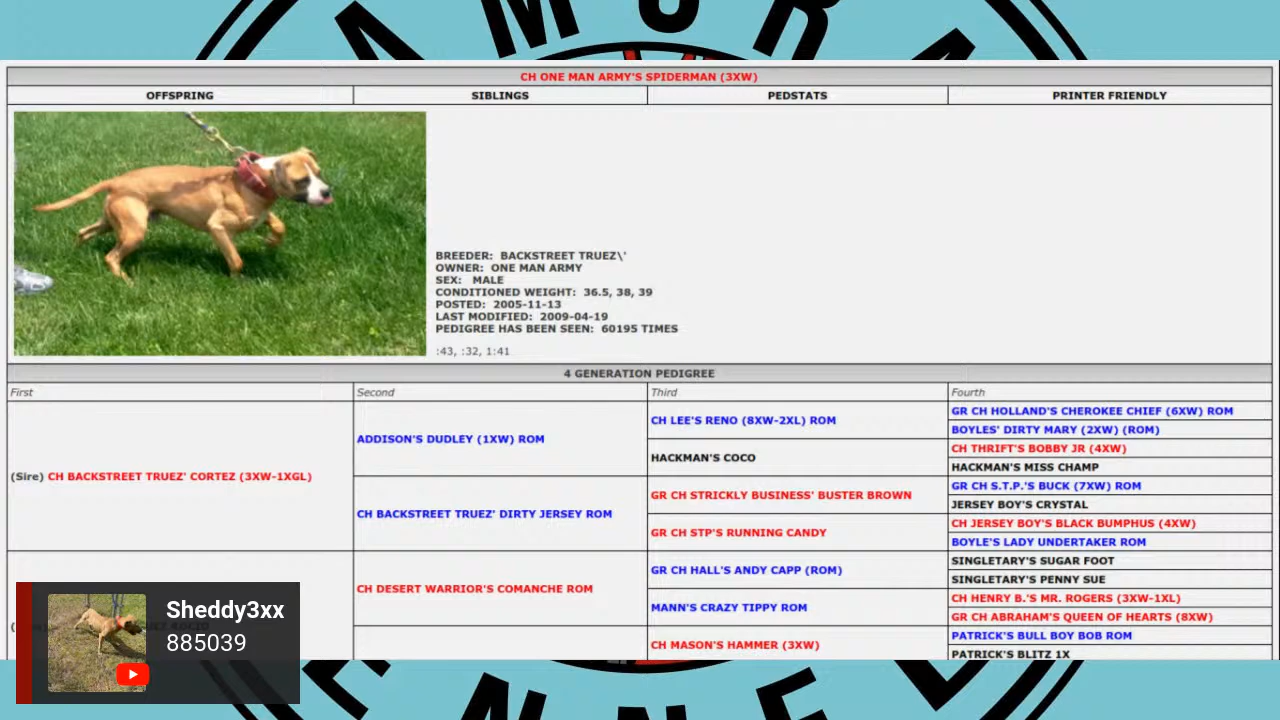 AMURA
CH ONE MAN ARMY'S SPIDERMAN (3XW)
OFFSPRING SIBLINGS PEDSTATS PRINTER FRIENDLY
BREEDER: BACKSTREET TRUEZ\'
OWNER: ONE MAN ARMY
SEX: MALE
CONDITIONED WEIGHT: 36.5, 38, 39
POSTED: 2005-11-13
LAST MODIFIED: 2009-04-19
PEDIGREE HAS BEEN SEEN: 60195 TIMES
:43, :32, 1:41
4 GENERATION PEDIGREE
First Second Third Fourth
(Sire) CH BACKSTREET TRUEZ' CORTEZ (3XW-1XGL)
ADDISON'S DUDLEY (1XW) ROM
CH BACKSTREET TRUEZ' DIRTY JERSEY ROM
CH DESERT WARRIOR'S COMANCHE ROM
CH LEE'S RENO (8XW-2XL) ROM
HACKMAN'S COCO
GR CH STRICKLY BUSINESS' BUSTER BROWN
GR CH STP'S RUNNING CANDY
GR CH HALL'S ANDY CAPP (ROM)
MANN'S CRAZY TIPPY ROM
CH MASON'S HAMMER (3XW)
GR CH HOLLAND'S CHEROKEE CHIEF (6XW) ROM
BOYLES' DIRTY MARY (2XW) (ROM)
CH THRIFT'S BOBBY JR (4XW)
HACKMAN'S MISS CHAMP
GR CH S.T.P.'S BUCK (7XW) ROM
JERSEY BOY'S CRYSTAL
CH JERSEY BOY'S BLACK BUMPHUS (4XW)
BOYLE'S LADY UNDERTAKER ROM
SINGLETARY'S SUGAR FOOT
SINGLETARY'S PENNY SUE
CH HENRY B.'S MR. ROGERS (3XW-1XL)
GR CH ABRAHAM'S QUEEN OF HEARTS (8XW)
PATRICK'S BULL BOY BOB ROM
PATRICK'S BLITZ 1X
Sheddy3xx
885039